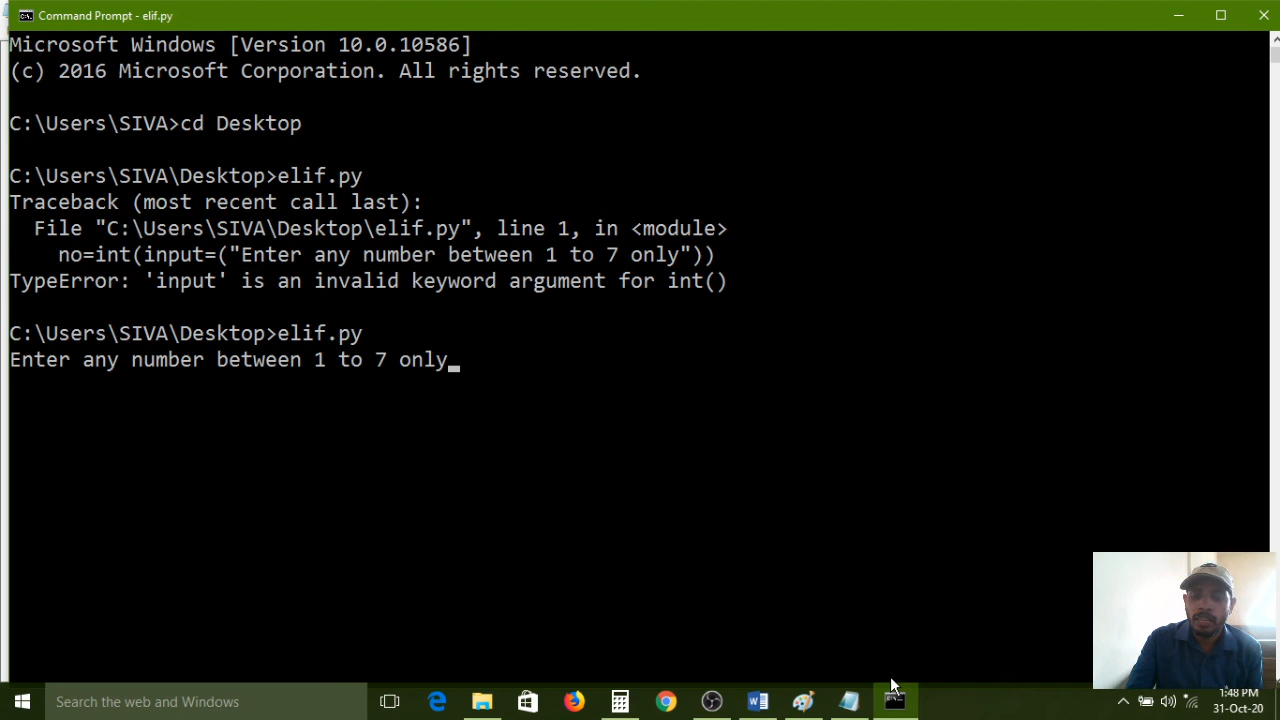 Command Prompt - elif.py
Microsoft Windows [Version 10.0.10586]
(c) 2016 Microsoft Corporation. All rights reserved.
C:\Users\SIVA>cd Desktop
C:\Users\SIVA\Desktop>elif.py
Traceback (most recent call last):
  File "C:\Users\SIVA\Desktop\elif.py", line 1, in <module>
    no=int(input=("Enter any number between 1 to 7 only"))
TypeError: 'input' is an invalid keyword argument for int()
C:\Users\SIVA\Desktop>elif.py
Enter any number between 1 to 7 only
Search the web and Windows
1:48 PM
31-Oct-20